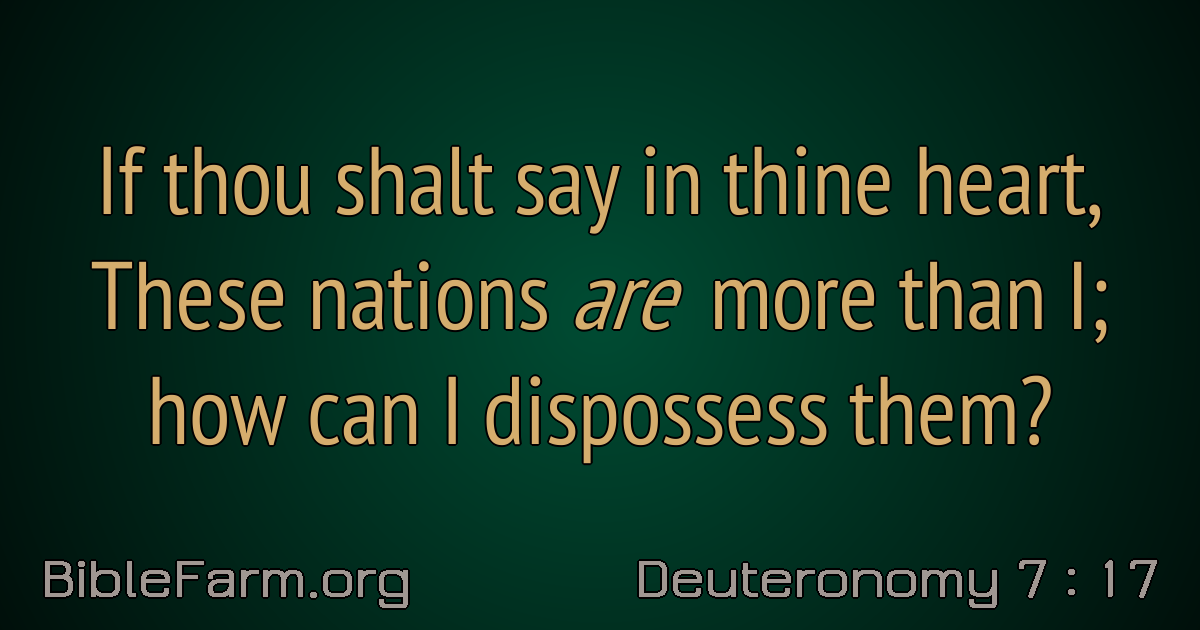 If thou shalt say in thine heart,
These nations are more than I;
how can I dispossess them?
BibleFarm.org
Deuteronomy 7 : 17